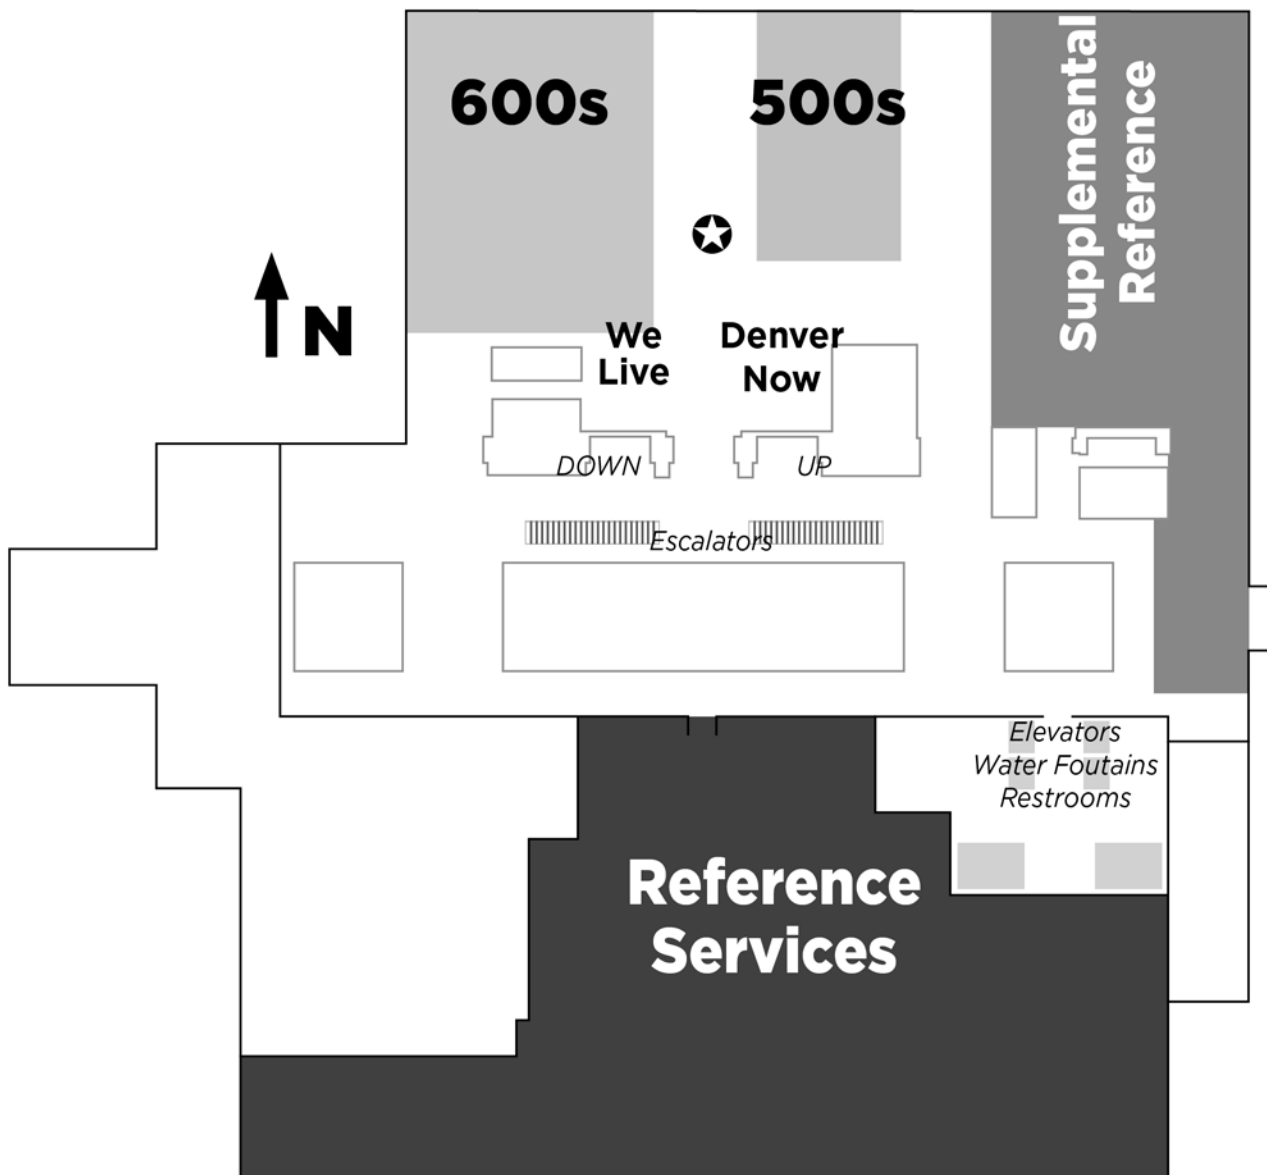 600s
500s
Supplemental
Reference
N
We
Live
Denver
Now
DOWN
UP
Escalators
Elevators
Water Foutains
Restrooms
Reference
Services